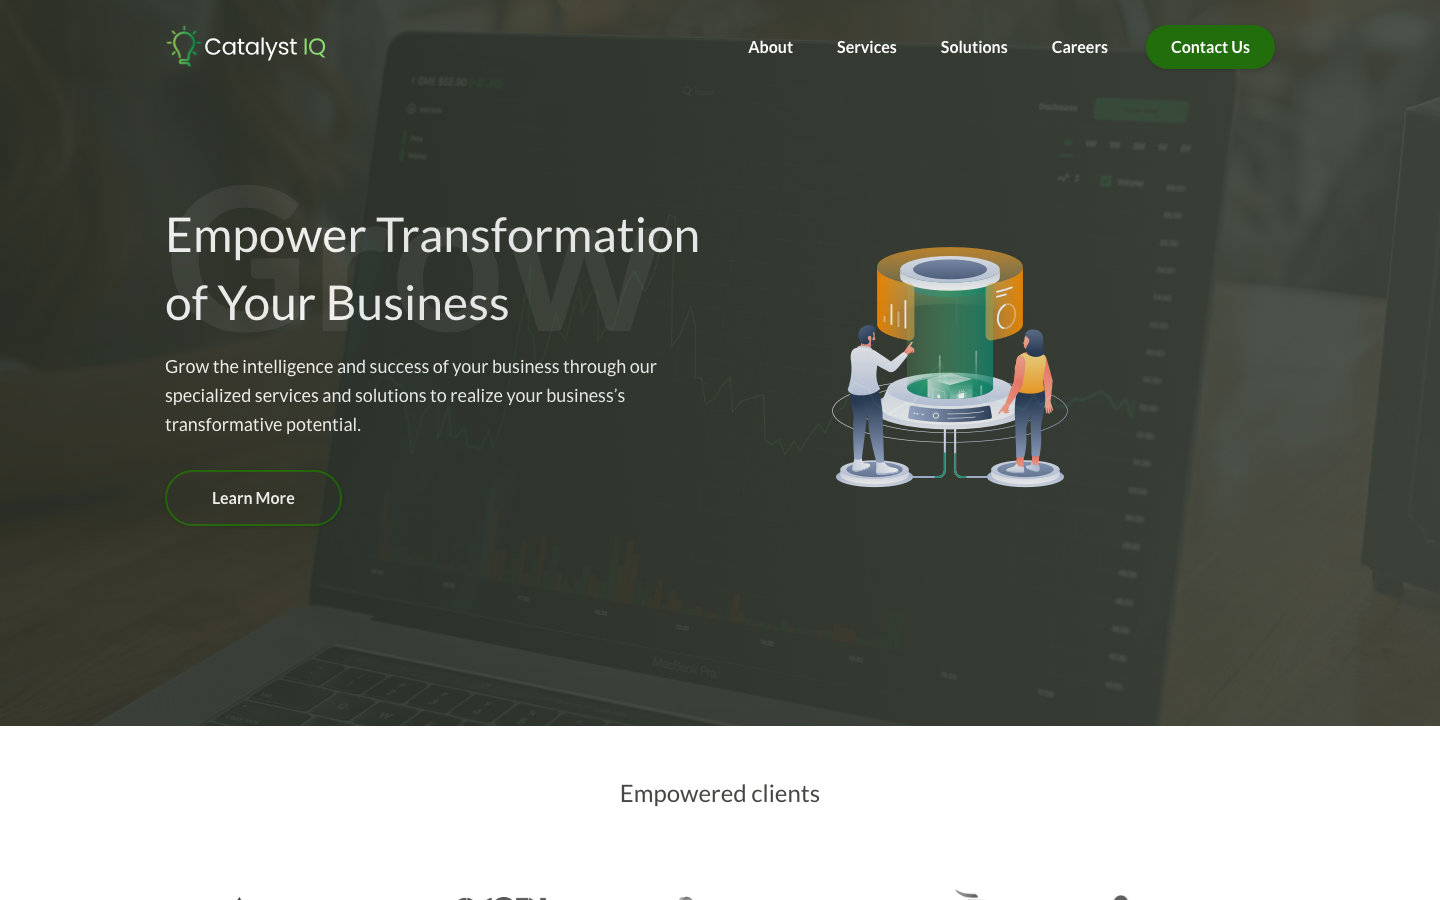 Catalyst IQ
About
Services
Solutions
Careers
Contact Us
Grow
Empower Transformation
of Your Business
Grow the intelligence and success of your business through our
specialized services and solutions to realize your business’s
transformative potential.
Learn More
MacBook Pro
Empowered clients